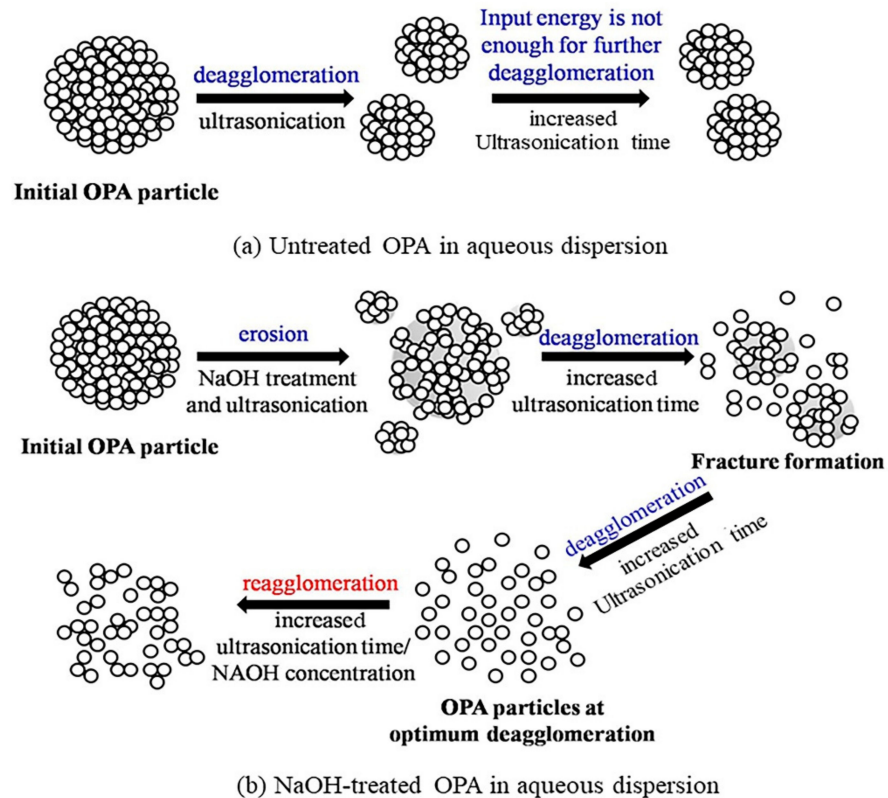 Input energy is not
enough for further
deagglomeration
deagglomeration
ultrasonication
increased
Ultrasonication time
Initial OPA particle
(a) Untreated OPA in aqueous dispersion
erosion
NaOH treatment
and ultrasonication
deagglomeration
increased
ultrasonication time
Initial OPA particle
Fracture formation
deagglomeration
increased
Ultrasonication time
reagglomeration
increased
ultrasonication time/
NAOH concentration
OPA particles at
optimum deagglomeration
(b) NaOH-treated OPA in aqueous dispersion